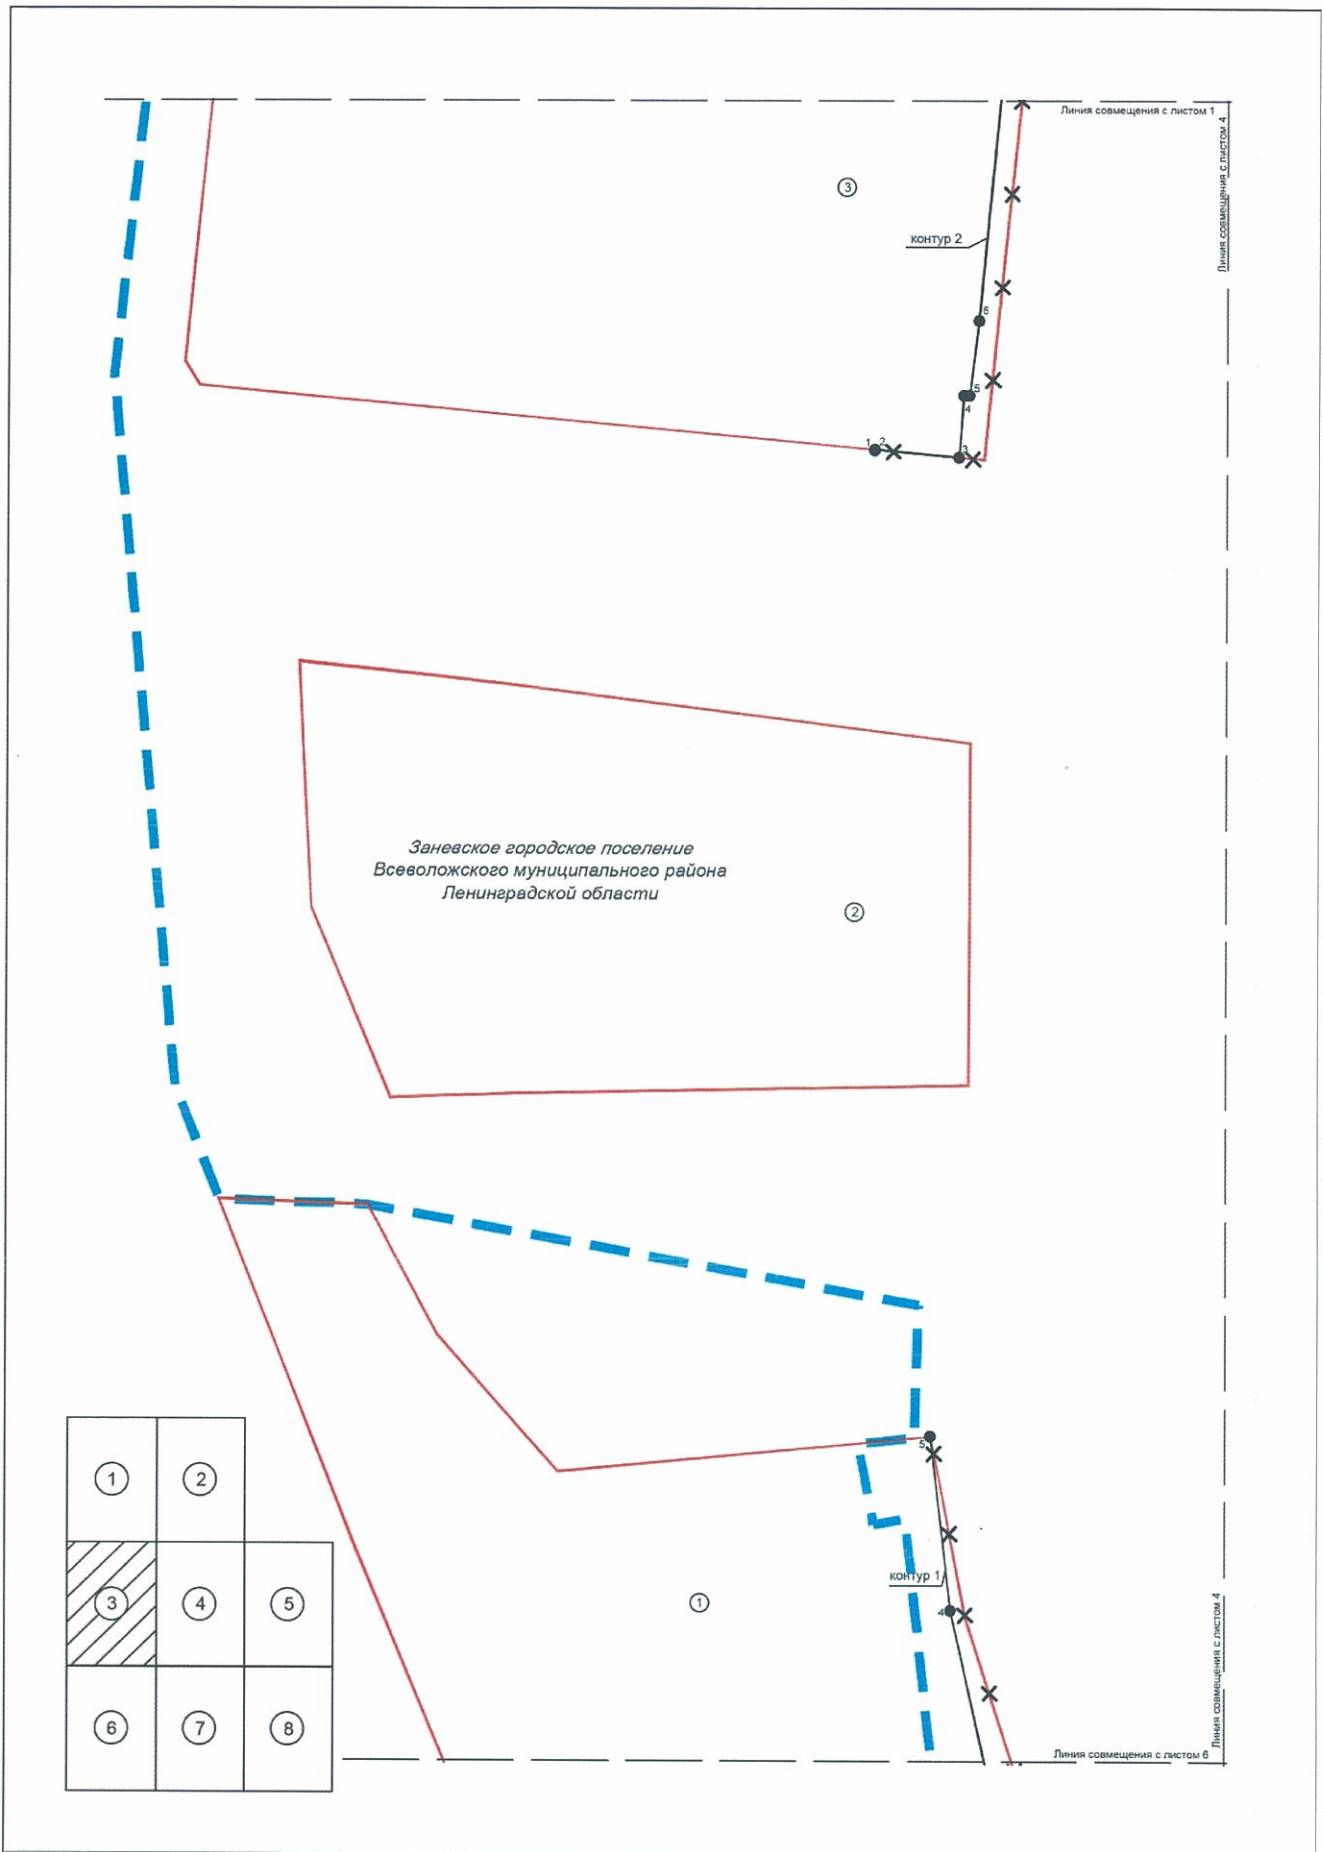 Линия совмещения с листом 1
Линия совмещения с листом 4
3
контур 2
6
5
4
1 2
3
Заневское городское поселение
Всеволожского муниципального района
Ленинградской области
2
5
контур 1
4
1
1 2
3 4 5
6 7 8
Линия совмещения с листом 4
Линия совмещения с листом 6